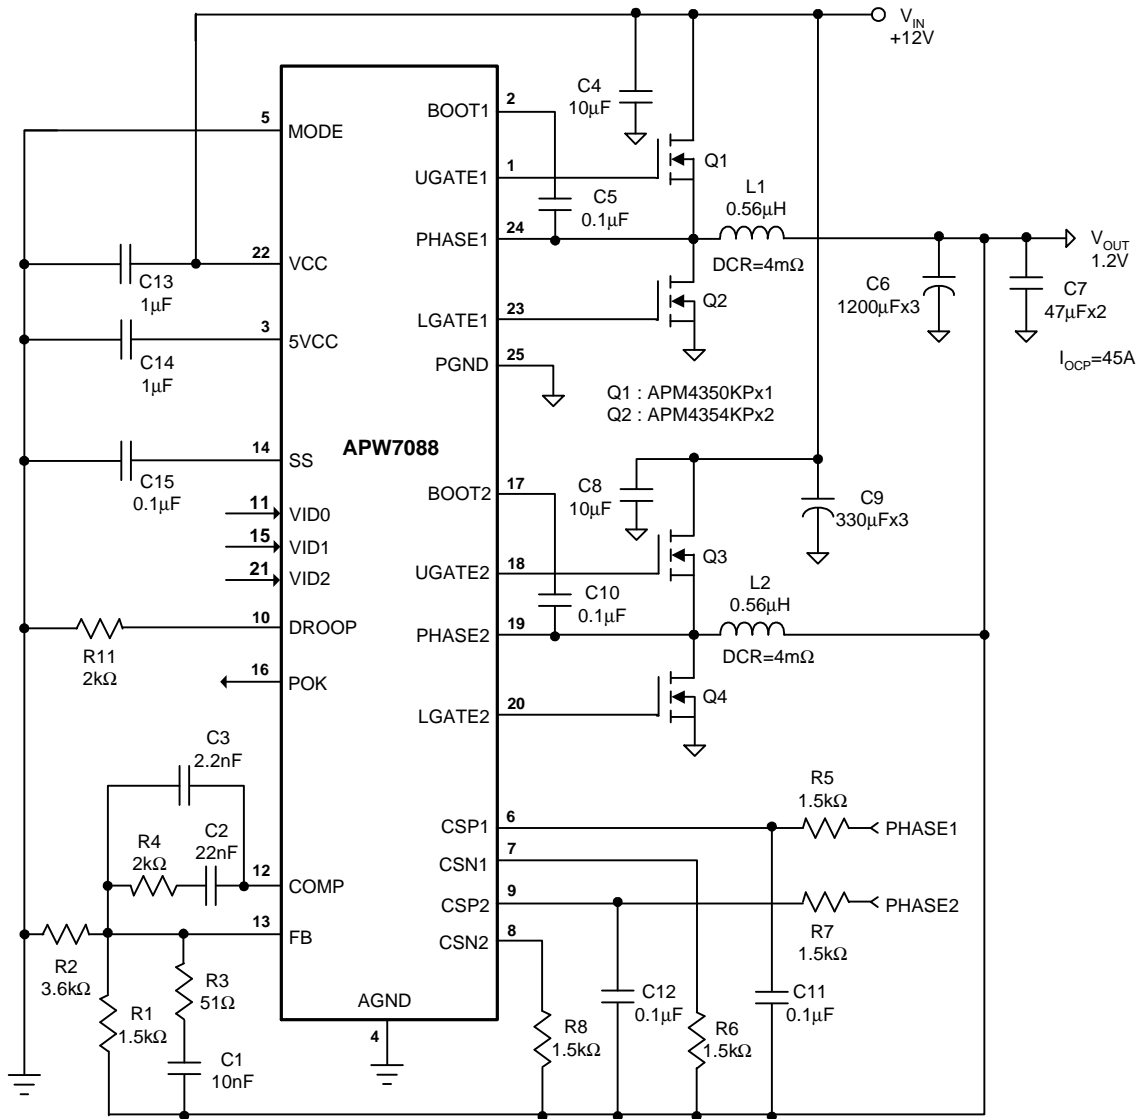 V_IN
+12V
C4
10µF
2
BOOT1
5
MODE
Q1
1
UGATE1
C5
0.1µF
L1
0.56µH
24
PHASE1
V_OUT
1.2V
22
VCC
DCR=4mΩ
C13
1µF
C6
1200µFx3
C7
47µFx2
Q2
23
LGATE1
3
5VCC
C14
1µF
25
PGND
I_OCP=45A
Q1 : APM4350KPx1
Q2 : APM4354KPx2
APW7088
14
SS
C15
0.1µF
17
BOOT2
C8
10µF
C9
330µFx3
11
VID0
15
VID1
21
VID2
Q3
18
UGATE2
C10
0.1µF
L2
0.56µH
10
DROOP
19
PHASE2
R11
2kΩ
DCR=4mΩ
16
POK
Q4
20
LGATE2
C3
2.2nF
R5
1.5kΩ
6
CSP1
PHASE1
R4
2kΩ
C2
22nF
7
CSN1
12
COMP
9
CSP2
PHASE2
13
FB
8
CSN2
R7
1.5kΩ
R2
3.6kΩ
R3
51Ω
C12
0.1µF
C11
0.1µF
AGND
R1
1.5kΩ
4
R8
1.5kΩ
R6
1.5kΩ
C1
10nF